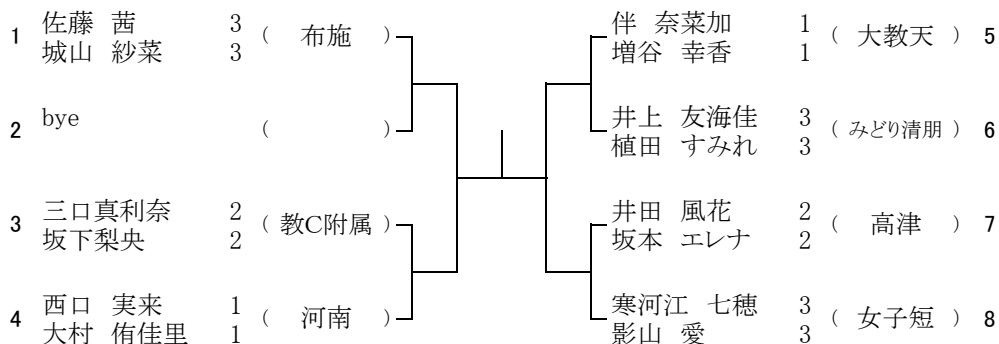 1 佐藤 茜 3 ( 布施 )
城山 紗菜 3
2 bye ( )
3 三口真利奈 2 ( 教C附属 )
坂下梨央 2
4 西口 実来 1 ( 河南 )
大村 侑佳里 1
伴 奈菜加 1 ( 大教天 ) 5
増谷 幸香 1
井上 友海佳 3 ( みどり清朋 ) 6
植田 すみれ 3
井田 風花 2 ( 高津 ) 7
坂本 エレナ 2
寒河江 七穂 3 ( 女子短 ) 8
影山 愛 3